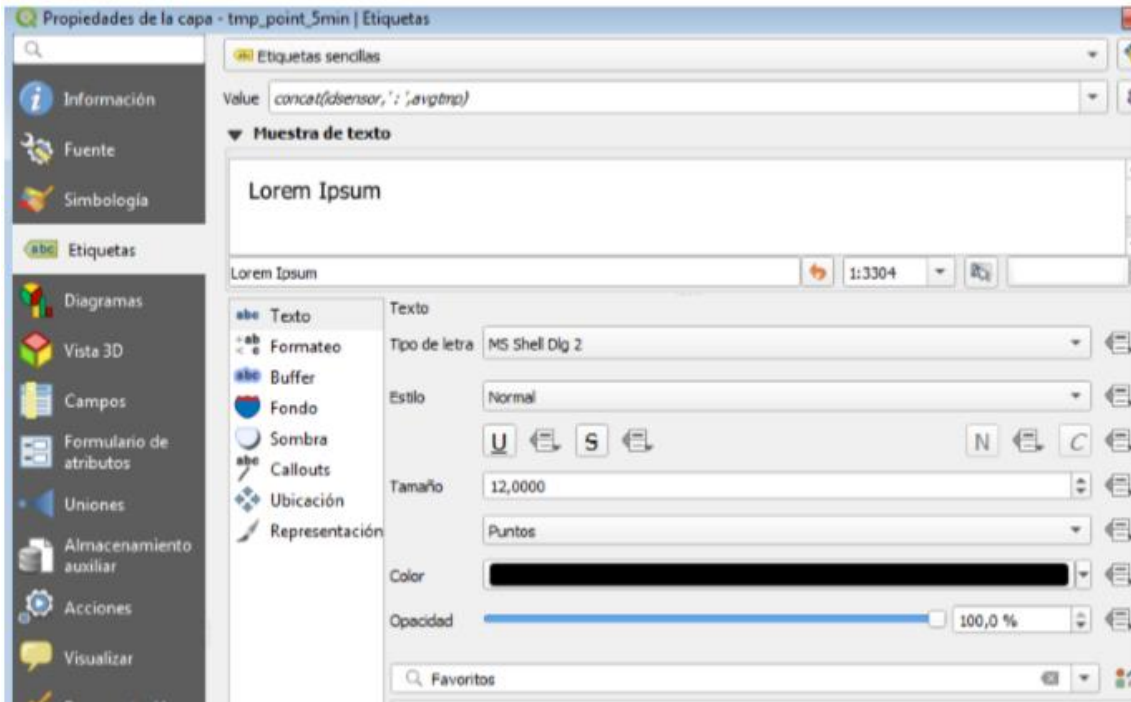 Propiedades de la capa - tmp_point_5min | Etiquetas
Etiquetas sencillas
Información
Value concat(idsensor,' : ',avgtmp)
Muestra de texto
Fuente
Simbología
Lorem Ipsum
Etiquetas
Lorem Ipsum 1:3304
Diagramas
Vista 3D
Campos
Formulario de
atributos
Uniones
Almacenamiento
auxiliar
Acciones
Visualizar
abc Texto
Formateo
abc Buffer
Fondo
Sombra
Callouts
Ubicación
Representación
Texto
Tipo de letra MS Shell Dlg 2
Estilo Normal
U S N C
Tamaño 12,0000
Puntos
Color
Opacidad 100,0 %
Favoritos